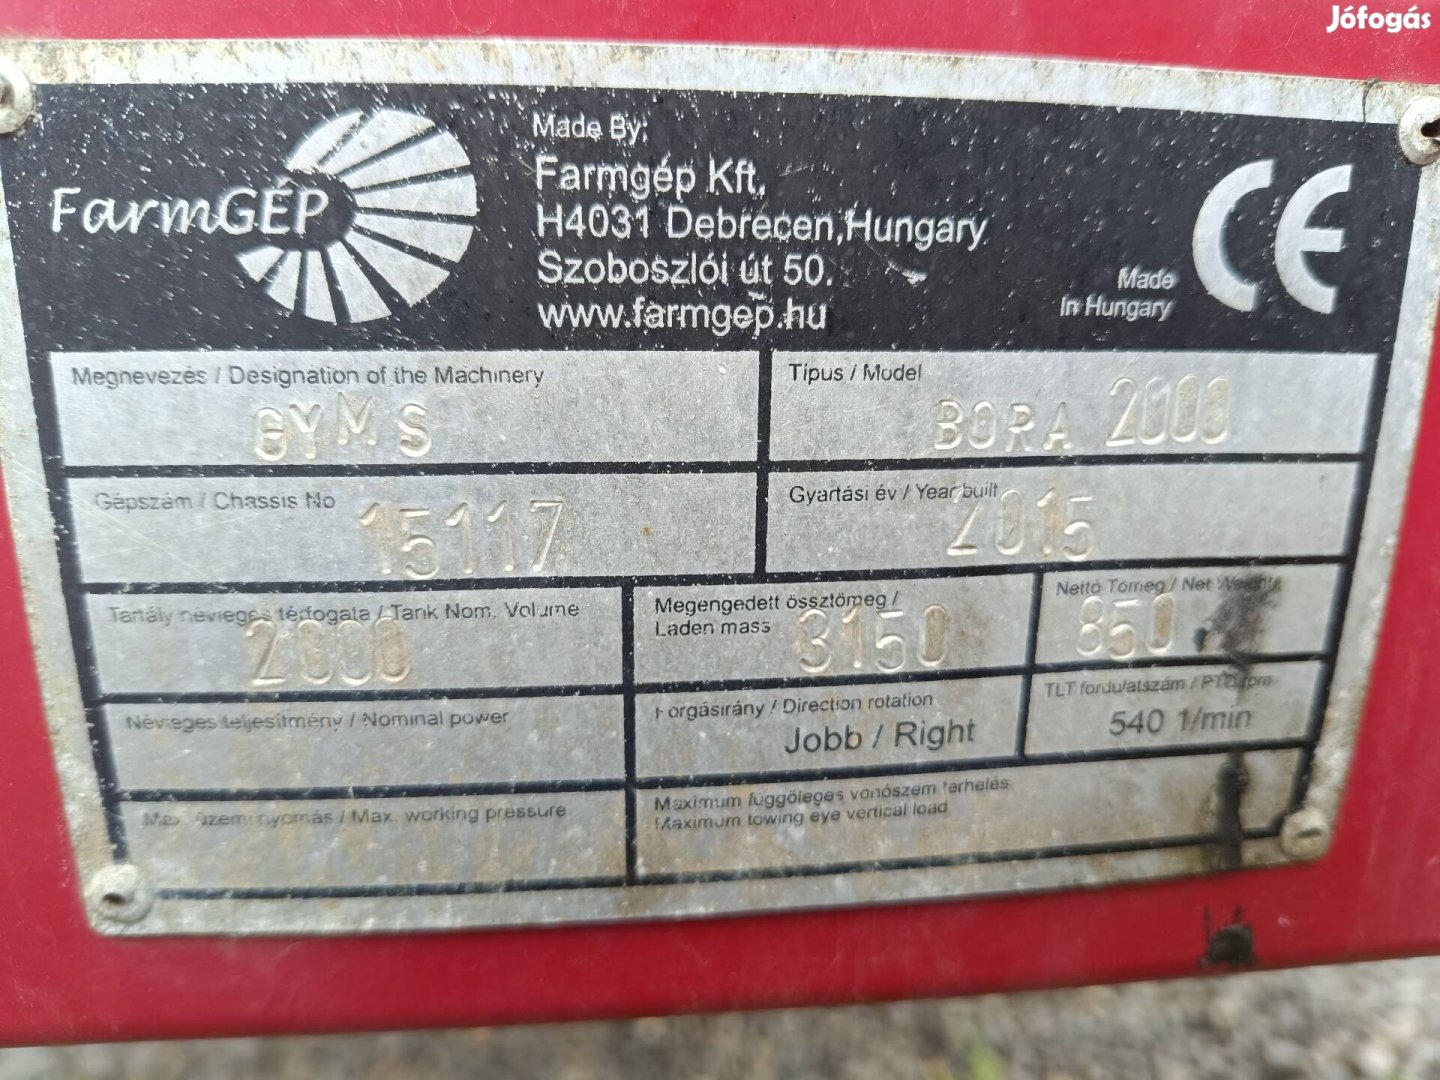 Jófogás
FarmGÉP
Made By:
Farmgép Kft.
H4031 Debrecen,Hungary
Szoboszlói út 50.
www.farmgep.hu
Made
In Hungary
CE
Megnevezés / Designation of the Machinery
GYMS
Típus / Model
BORA 2000
Gépszám / Chassis No
15117
Gyartási év / Year built
2015
Tartály névleges térfogata / Tank Nom. Volume
2000
Megengedett össztömeg /
Laden mass
3150
Nettó Tömeg / Net Weight
850
Névleges teljesítmény / Nominal power
Forgásirány / Direction rotation
Jobb / Right
TLT fordulatszám / PTO rpm
540 1/min
Max. üzemi nyomás / Max. working pressure
Maximum függőleges vonószem terhelés
Maximum towing eye vertical load